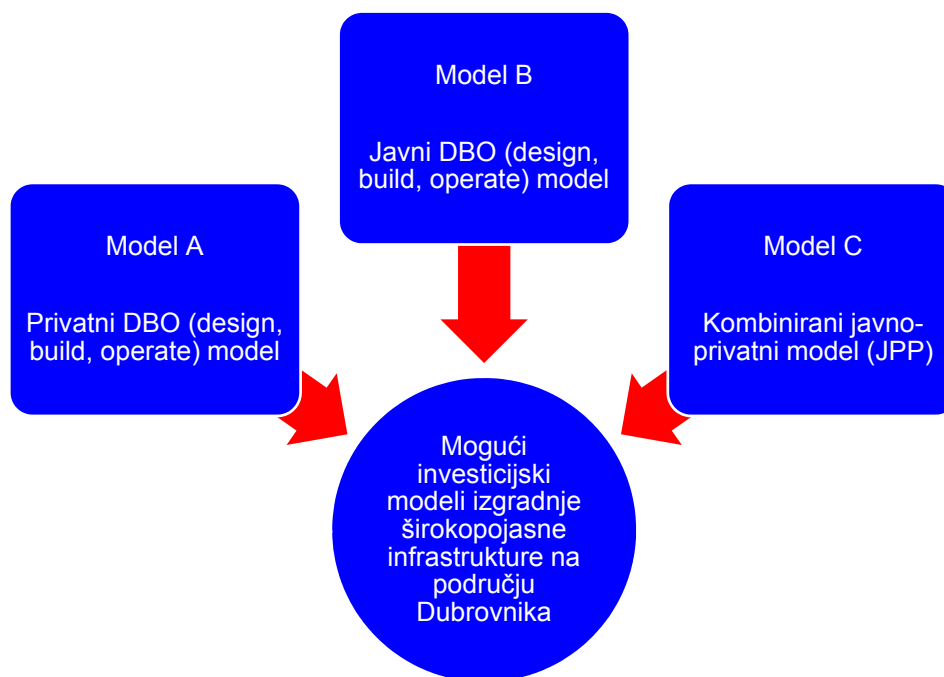 Model A
Privatni DBO (design,
build, operate) model
Model B
Javni DBO (design,
build, operate) model
Model C
Kombinirani javno-
privatni model (JPP)
Mogući
investicijski
modeli izgradnje
širokopojasne
infrastrukture na
području
Dubrovnika